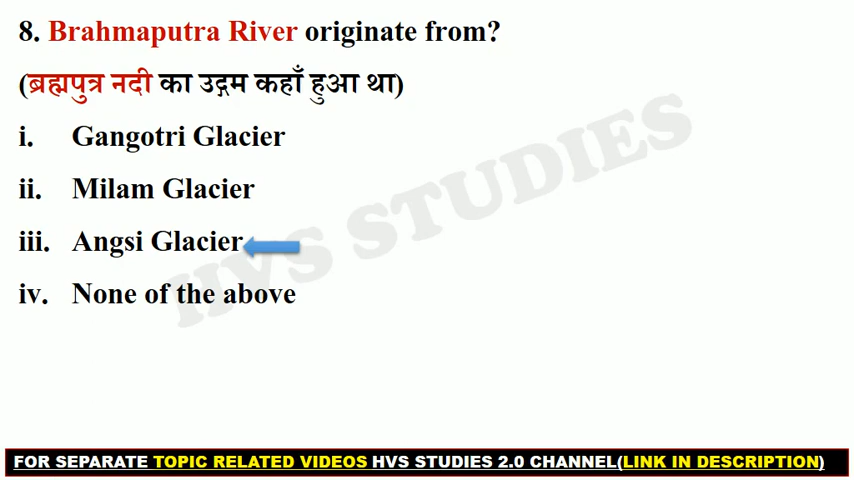 8. Brahmaputra River originate from?
(ब्रह्मपुत्र नदी का उद्गम कहाँ हुआ था)
i. Gangotri Glacier
ii. Milam Glacier
iii. Angsi Glacier
iv. None of the above
HVS STUDIES
FOR SEPARATE TOPIC RELATED VIDEOS HVS STUDIES 2.0 CHANNEL(LINK IN DESCRIPTION)